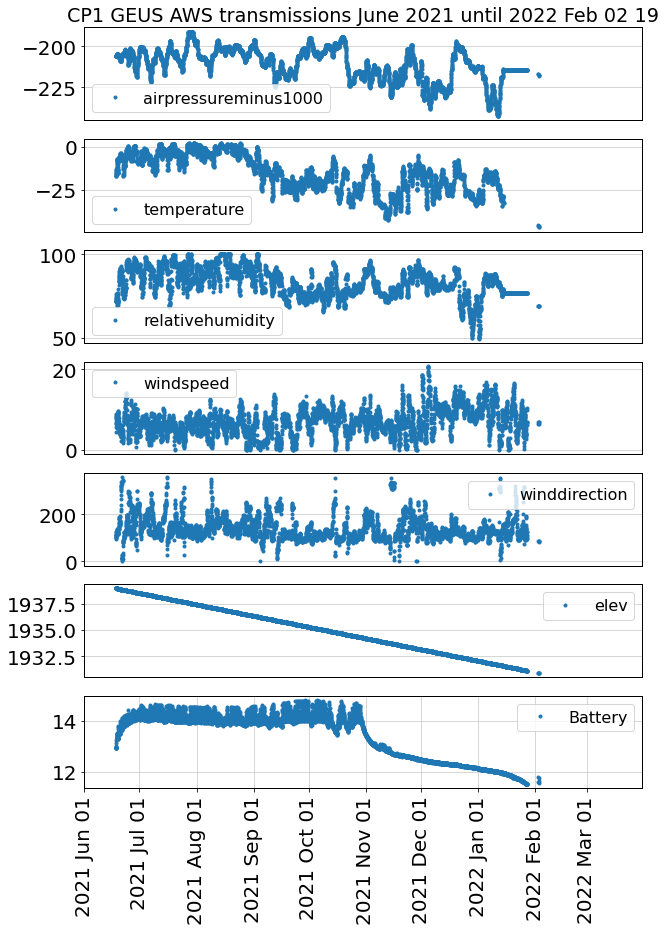 CP1 GEUS AWS transmissions June 2021 until 2022 Feb 02 19
−200
−225
airpressureminus1000
0
−25
temperature
100
50
relativehumidity
20
0
windspeed
200
0
winddirection
1937.5
1935.0
1932.5
elev
14
12
Battery
2021 Jun 01
2021 Jul 01
2021 Aug 01
2021 Sep 01
2021 Oct 01
2021 Nov 01
2021 Dec 01
2022 Jan 01
2022 Feb 01
2022 Mar 01